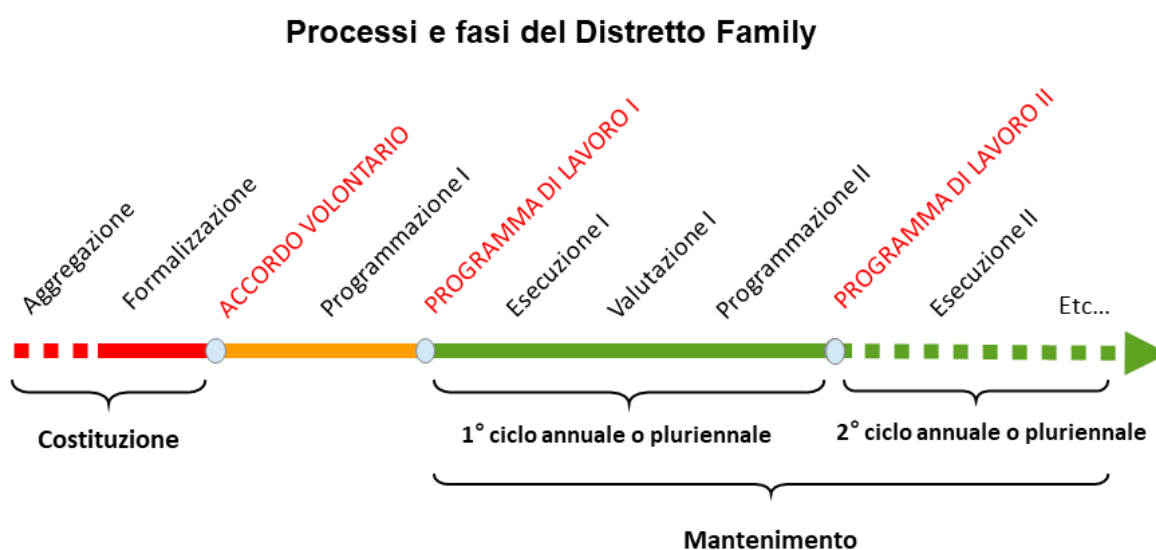 Processi e fasi del Distretto Family
Aggregazione
Formalizzazione
ACCORDO VOLONTARIO
Programmazione I
PROGRAMMA DI LAVORO I
Esecuzione I
Valutazione I
Programmazione II
PROGRAMMA DI LAVORO II
Esecuzione II
Etc...
Costituzione
1° ciclo annuale o pluriennale
2° ciclo annuale o pluriennale
Mantenimento